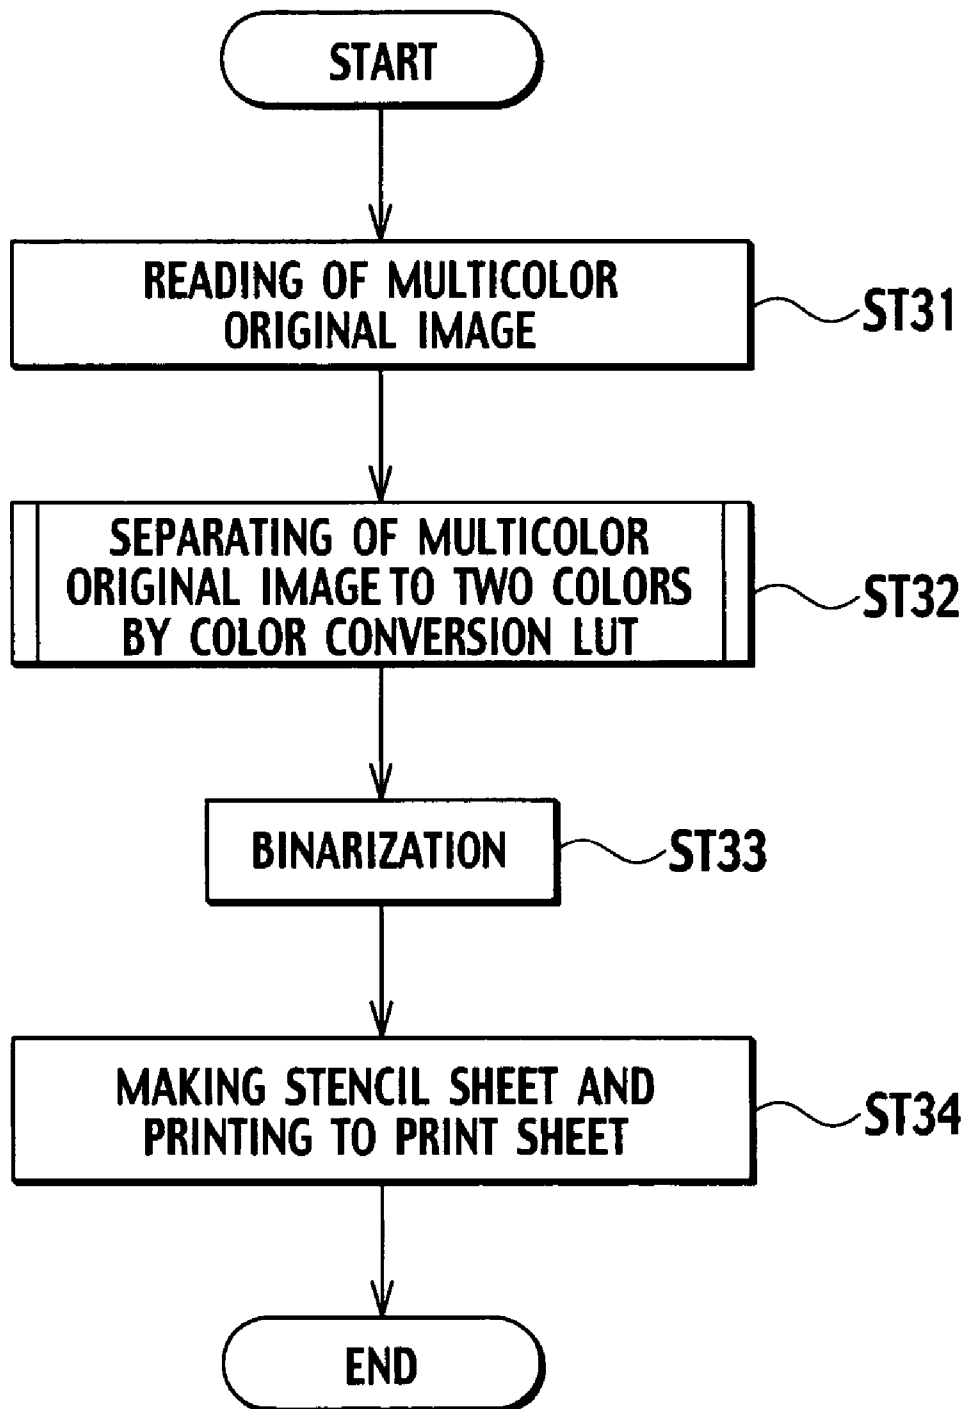 START
READING OF MULTICOLOR
ORIGINAL IMAGE
ST31
SEPARATING OF MULTICOLOR
ORIGINAL IMAGE TO TWO COLORS
BY COLOR CONVERSION LUT
ST32
BINARIZATION
ST33
MAKING STENCIL SHEET AND
PRINTING TO PRINT SHEET
ST34
END